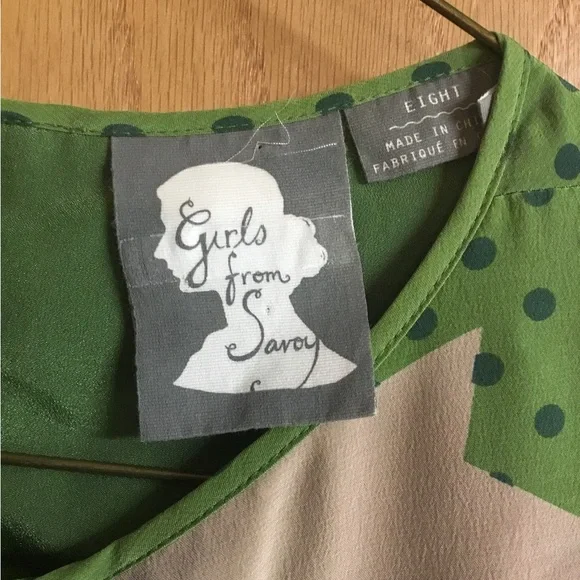 Girls
from
Savoy
EIGHT
MADE IN
FABRIQUÉ